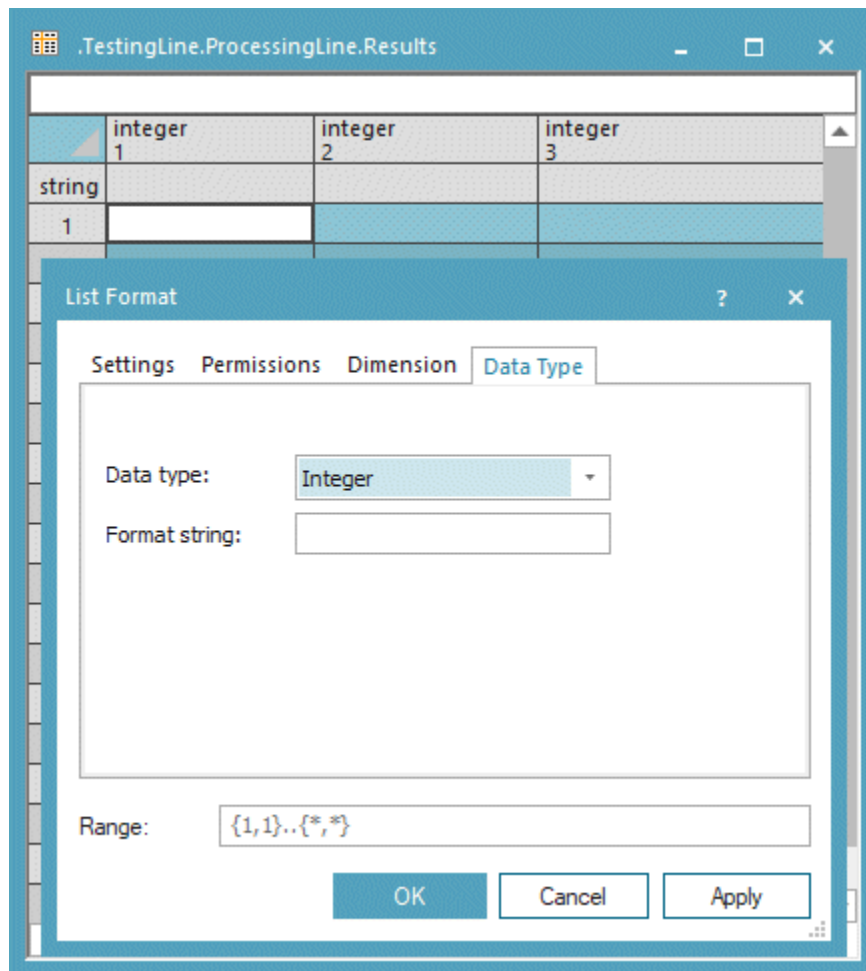 .TestingLine.ProcessingLine.Results
integer integer integer
1 2 3
string
1
List Format ?
Settings Permissions Dimension Data Type
Data type: Integer
Format string:
Range: {1,1}..{*,*}
OK Cancel Apply